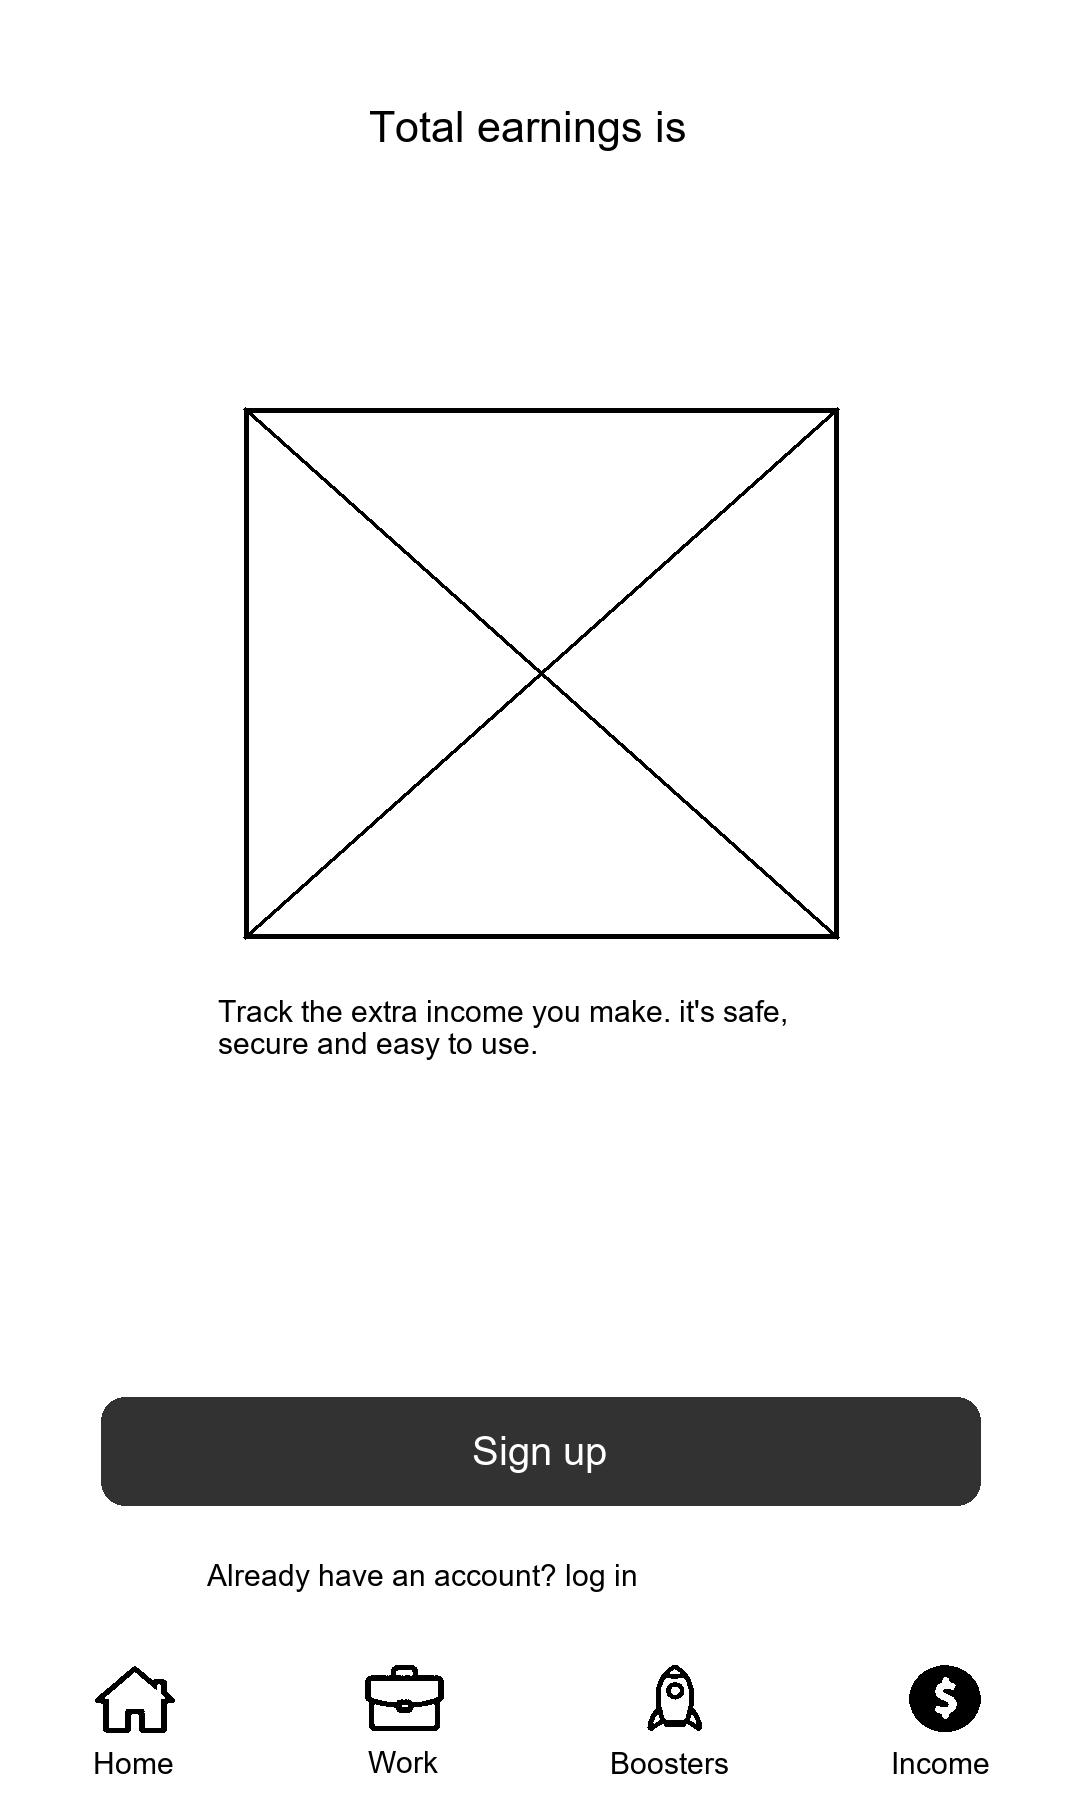 Total earnings is
Track the extra income you make. it's safe,
secure and easy to use.
Sign up
Already have an account? log in
Home
Work
Boosters
Income